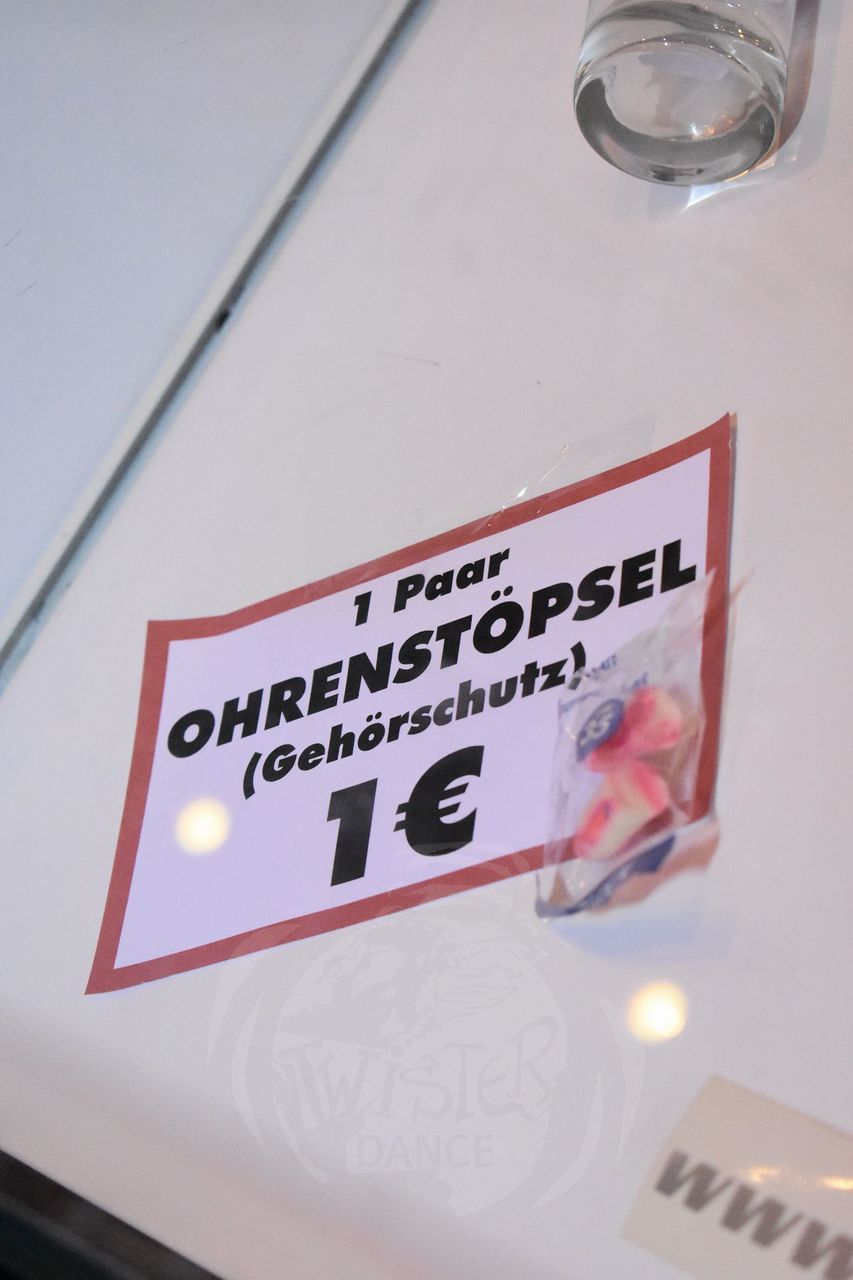 1 Paar
OHRENSTÖPSEL
(Gehörschutz)
1€
TWISTER
DANCE
www